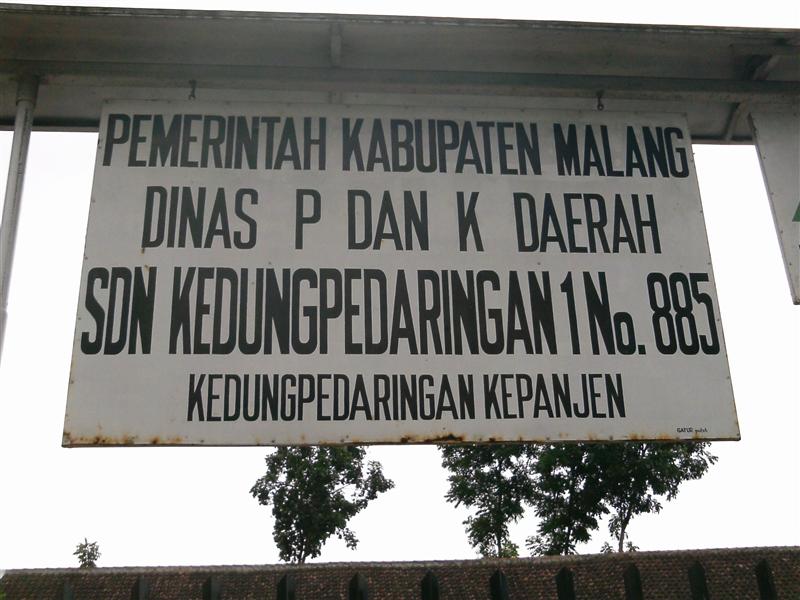 PEMERINTAH KABUPATEN MALANG
DINAS P DAN K DAERAH
SDN KEDUNGPEDARINGAN 1 No. 885
KEDUNGPEDARINGAN KEPANJEN